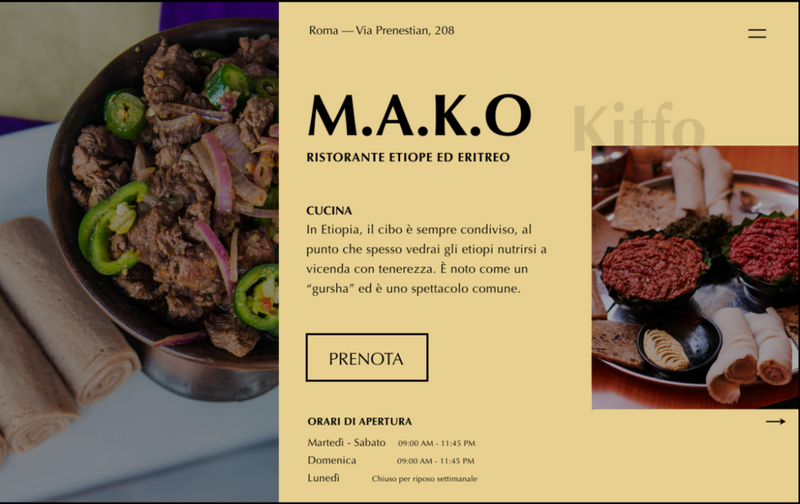 Roma — Via Prenestian, 208
M.A.K.O
Kitfo
RISTORANTE ETIOPE ED ERITREO
CUCINA
In Etiopia, il cibo è sempre condiviso, al
punto che spesso vedrai gli etiopi nutrirsi a
vicenda con tenerezza. È noto come un
“gursha” ed è uno spettacolo comune.
PRENOTA
ORARI DI APERTURA
Martedì - Sabato 09:00 AM - 11:45 PM
Domenica 09:00 AM - 11:45 PM
Lunedì Chiuso per riposo settimanale